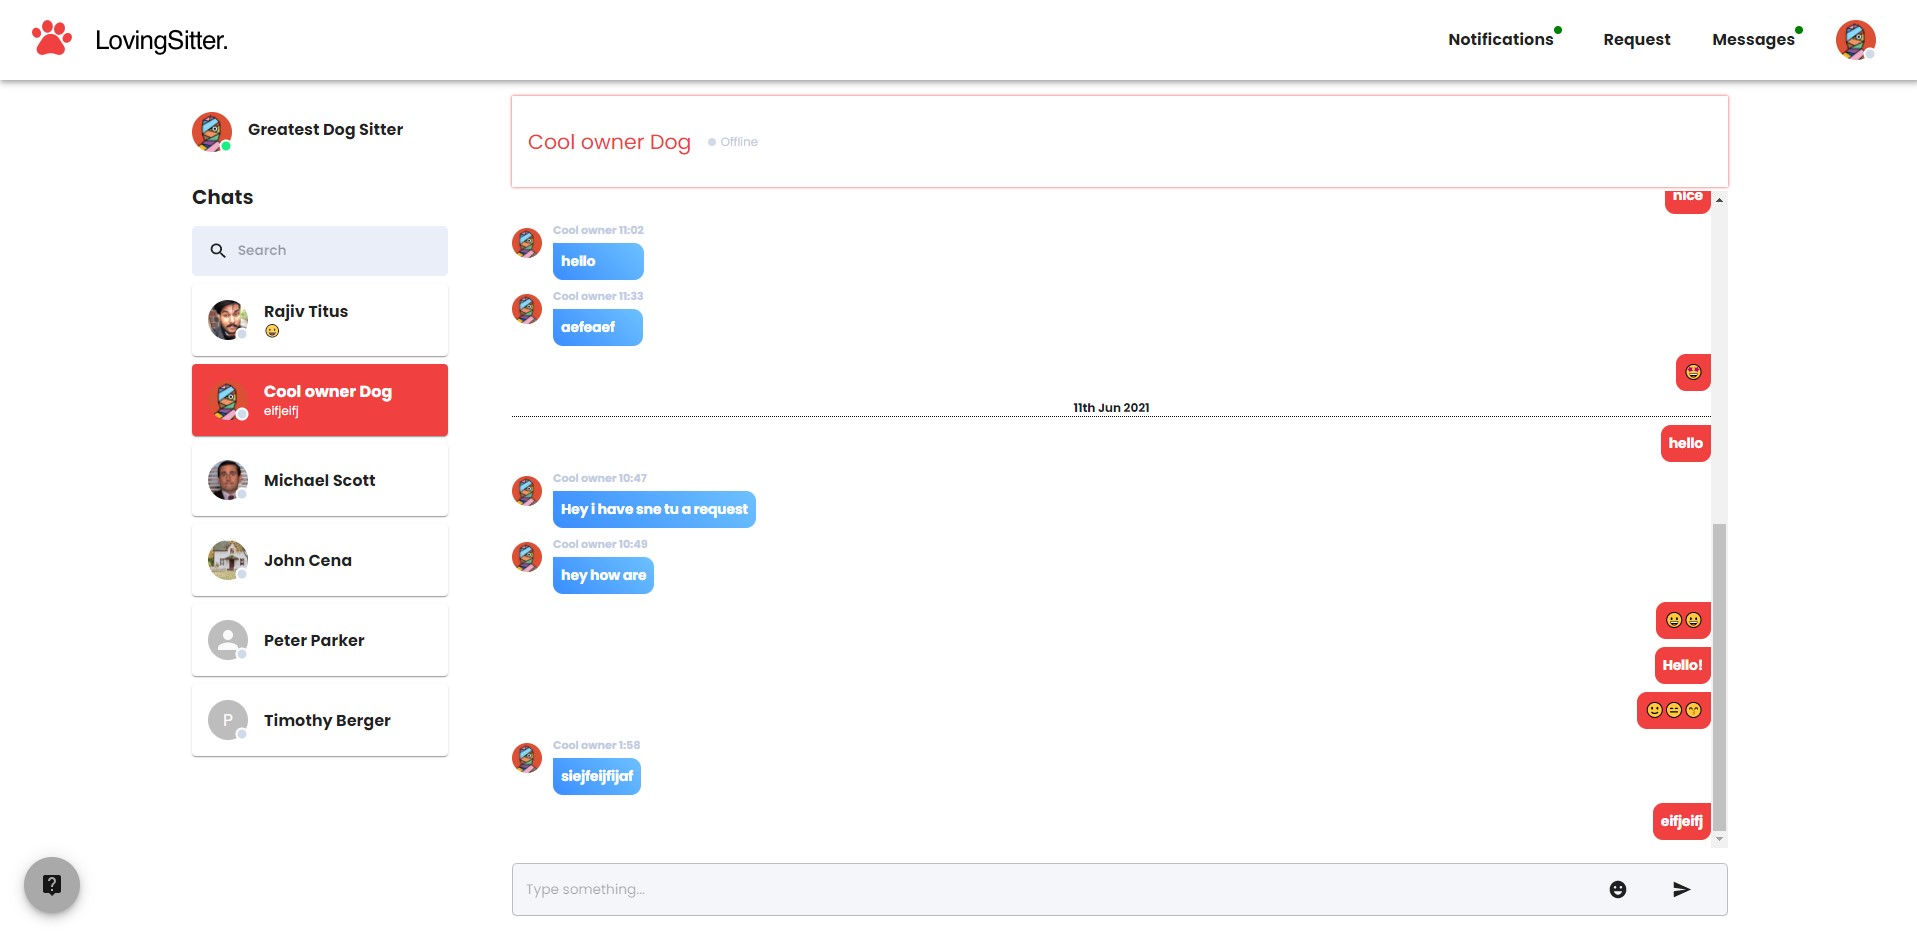 LovingSitter.
Notifications
Request
Messages
Greatest Dog Sitter
Chats
Search
Rajiv Titus
😀
Cool owner Dog
eifjeifj
Michael Scott
John Cena
Peter Parker
P
Timothy Berger
Cool owner Dog
Offline
nice
Cool owner 11:02
hello
Cool owner 11:33
aefeaef
🤩
11th Jun 2021
hello
Cool owner 10:47
Hey i have sne tu a request
Cool owner 10:49
hey how are
😀😀
Hello!
🙂😑😁
Cool owner 1:58
siejfeijfijaf
eifjeifj
Type something...